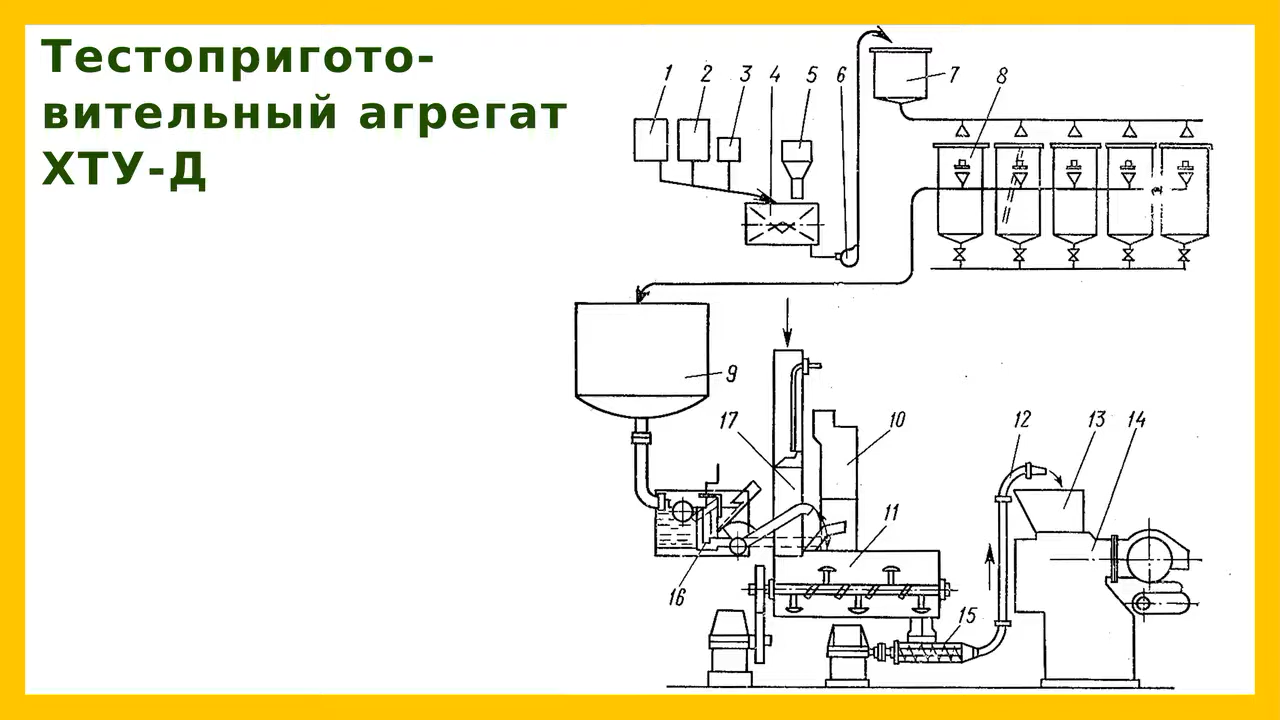 Тестопригото-
вительный агрегат
ХТУ-Д
1 2 3 4 5 6 7 8
9
17 10 12 13 14
11
16
15